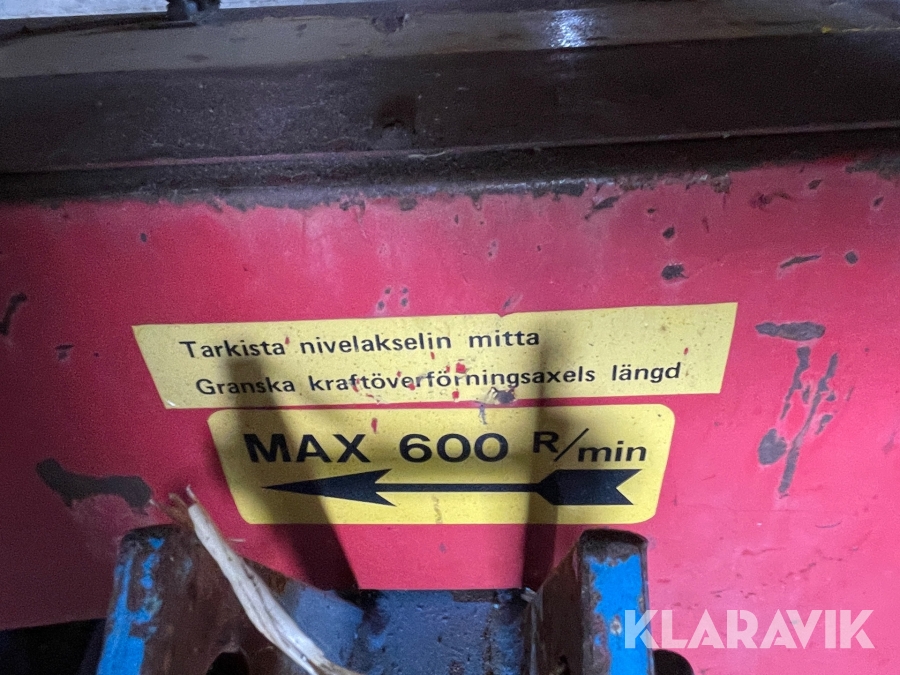 Tarkista nivelakselin mitta
Granska kraftöverförningsaxels längd
MAX 600 R/min
KLARAVIK